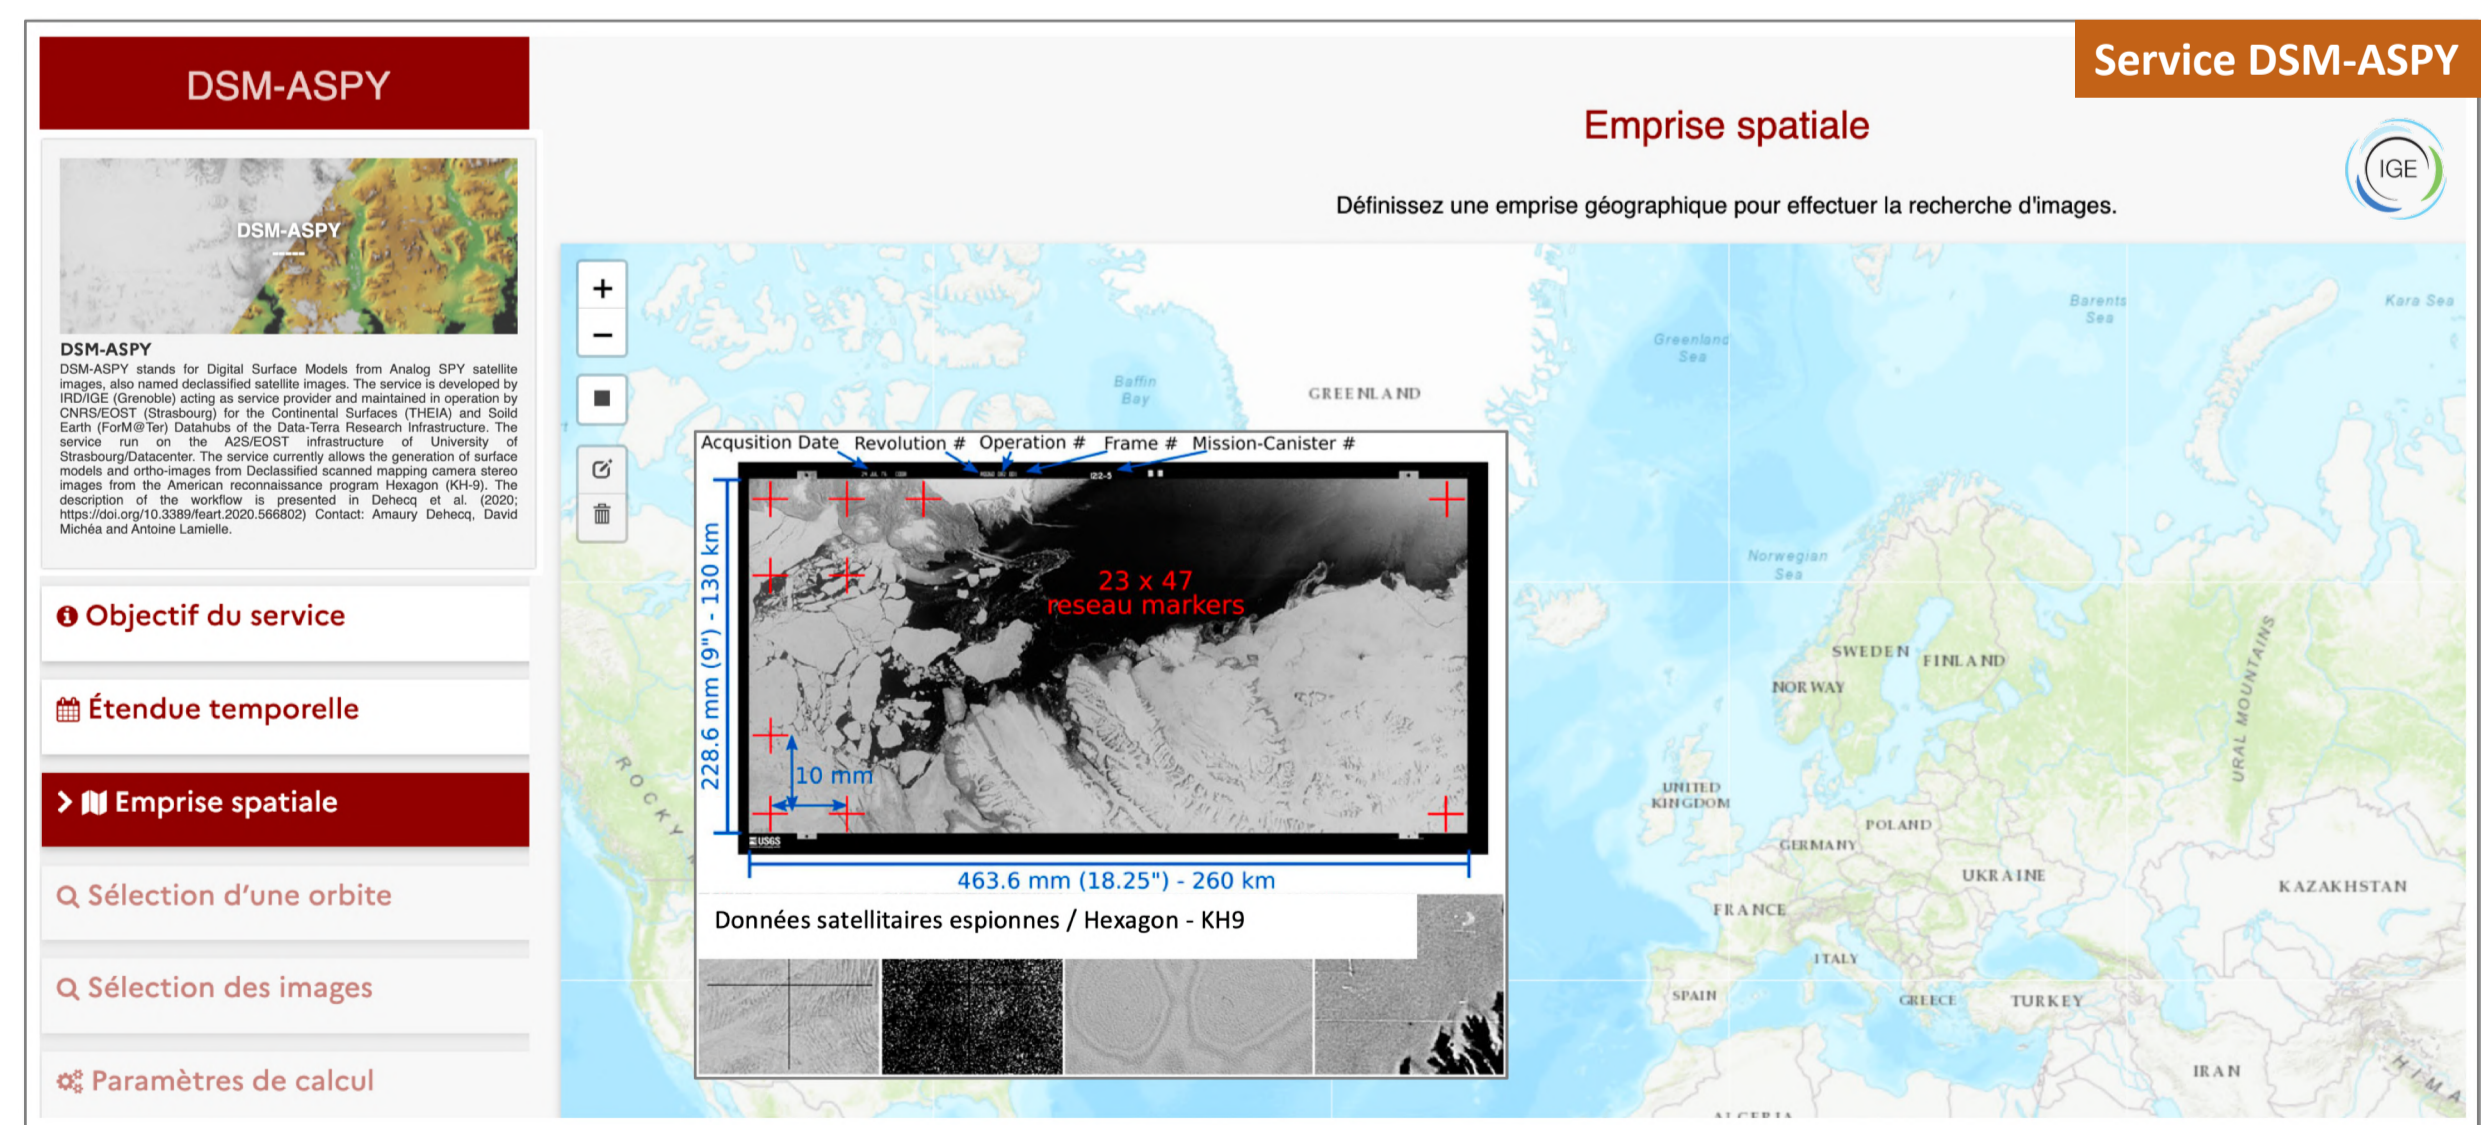 Service DSM-ASPY
DSM-ASPY
DSM-ASPY
DSM-ASPY
DSM-ASPY stands for Digital Surface Models from Analog SPY satellite
images, also named declassified satellite images. The service is developed by
IRD/IGE (Grenoble) acting as service provider and maintained in operation by
CNRS/EOST (Strasbourg) for the Continental Surfaces (THEIA) and Soild
Earth (ForM@Ter) Datahubs of the Data-Terra Research Infrastructure. The
service run on the A2S/EOST infrastructure of University of
Strasbourg/Datacenter. The service currently allows the generation of surface
models and ortho-images from Declassified scanned mapping camera stereo
images from the American reconnaissance program Hexagon (KH-9). The
description of the workflow is presented in Dehecq et al. (2020;
https://doi.org/10.3389/feart.2020.566802) Contact: Amaury Dehecq, David
Michéa and Antoine Lamielle.
Objectif du service
Étendue temporelle
Emprise spatiale
Sélection d'une orbite
Sélection des images
Paramètres de calcul
Emprise spatiale
IGE
Définissez une emprise géographique pour effectuer la recherche d'images.
+
−
Baffin
Bay
GREENLAND
Greenland
Sea
Barents
Sea
Kara Sea
Norwegian
Sea
SWEDEN
FINLAND
NORWAY
URAL MOUNTAINS
UNITED
KINGDOM
POLAND
GERMANY
UKRAINE
KAZAKHSTAN
FRANCE
ITALY
SPAIN
GREECE
TURKEY
IRAN
ALGERIA
ROCKY
HIMA
Acqusition Date Revolution # Operation # Frame # Mission-Canister #
1212-5
23 x 47
reseau markers
228.6 mm (9") - 130 km
10 mm
USGS
463.6 mm (18.25") - 260 km
Données satellitaires espionnes / Hexagon - KH9